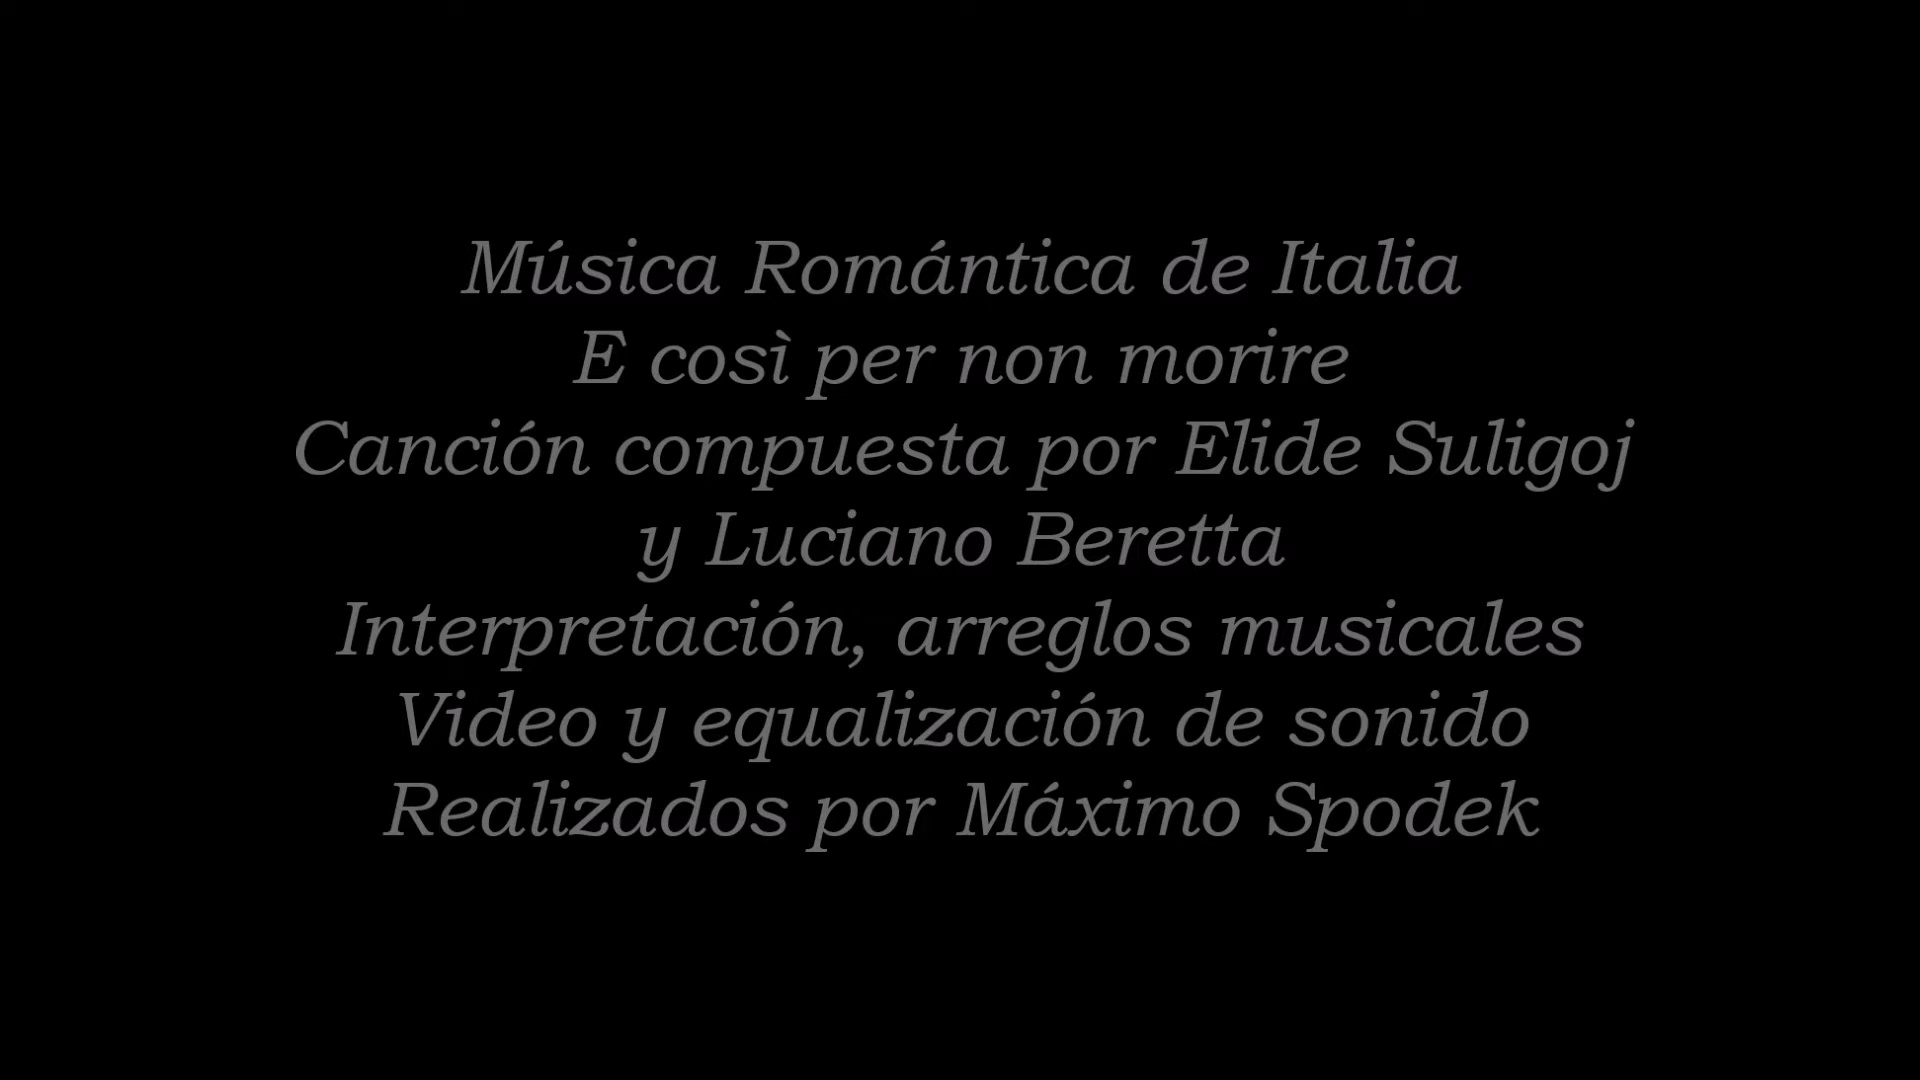 Música Romántica de Italia
E così per non morire
Canción compuesta por Elide Suligoj
y Luciano Beretta
Interpretación, arreglos musicales
Video y equalización de sonido
Realizados por Máximo Spodek